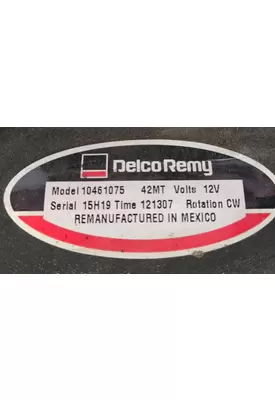 Delco Remy
Model 10461075 42MT Volts 12V
Serial 15H19 Time 121307 Rotation CW
REMANUFACTURED IN MEXICO